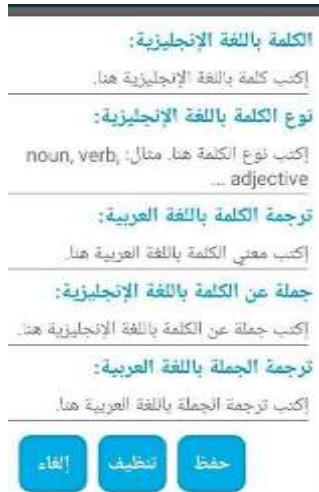 الكلمة باللغة الإنجليزية:
إكتب كلمة باللغة الإنجليزية هنا.
نوع الكلمة باللغة الإنجليزية:
إكتب نوع الكلمة هنا. مثال: noun, verb,
adjective ...
ترجمة الكلمة باللغة العربية:
إكتب معني الكلمة باللغة العربية هنا.
جملة عن الكلمة باللغة الإنجليزية:
اكتب جملة عن الكلمة باللغة الإنجليزية هنا.
ترجمة الجملة باللغة العربية:
إكتب ترجمة الجملة باللغة العربية هنا.
حفظ تنظيف إلغاء